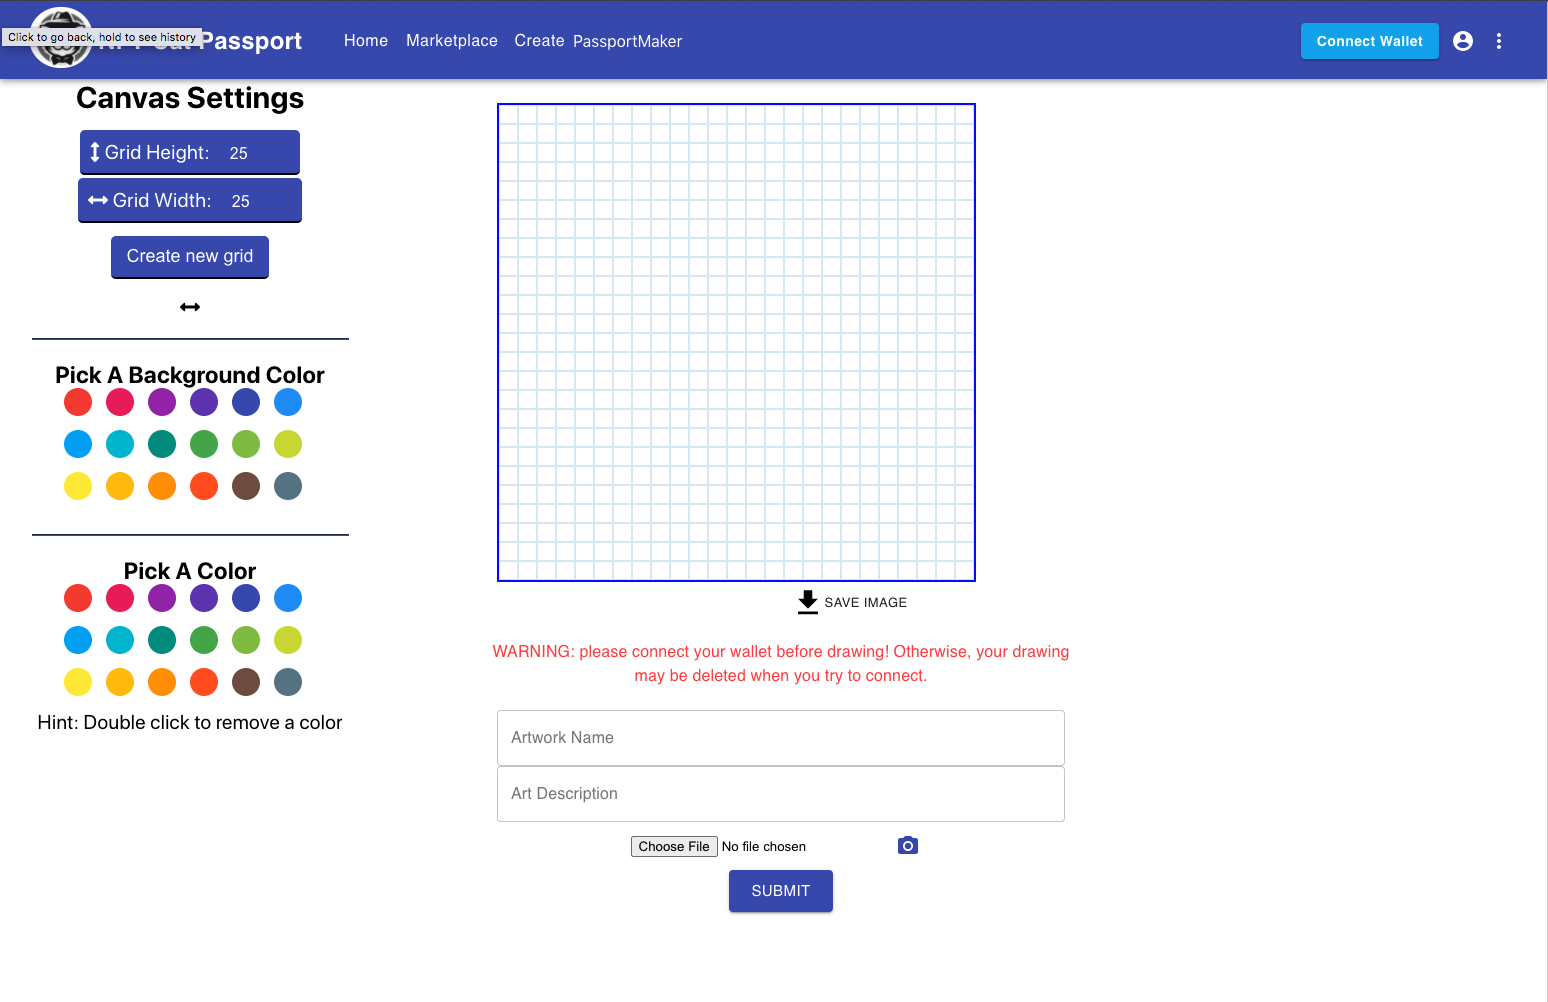 Click to go back, hold to see history
Passport
Home Marketplace Create PassportMaker
Connect Wallet
Canvas Settings
Grid Height: 25
Grid Width: 25
Create new grid
Pick A Background Color
Pick A Color
Hint: Double click to remove a color
SAVE IMAGE
WARNING: please connect your wallet before drawing! Otherwise, your drawing
may be deleted when you try to connect.
Artwork Name
Art Description
Choose File No file chosen
SUBMIT